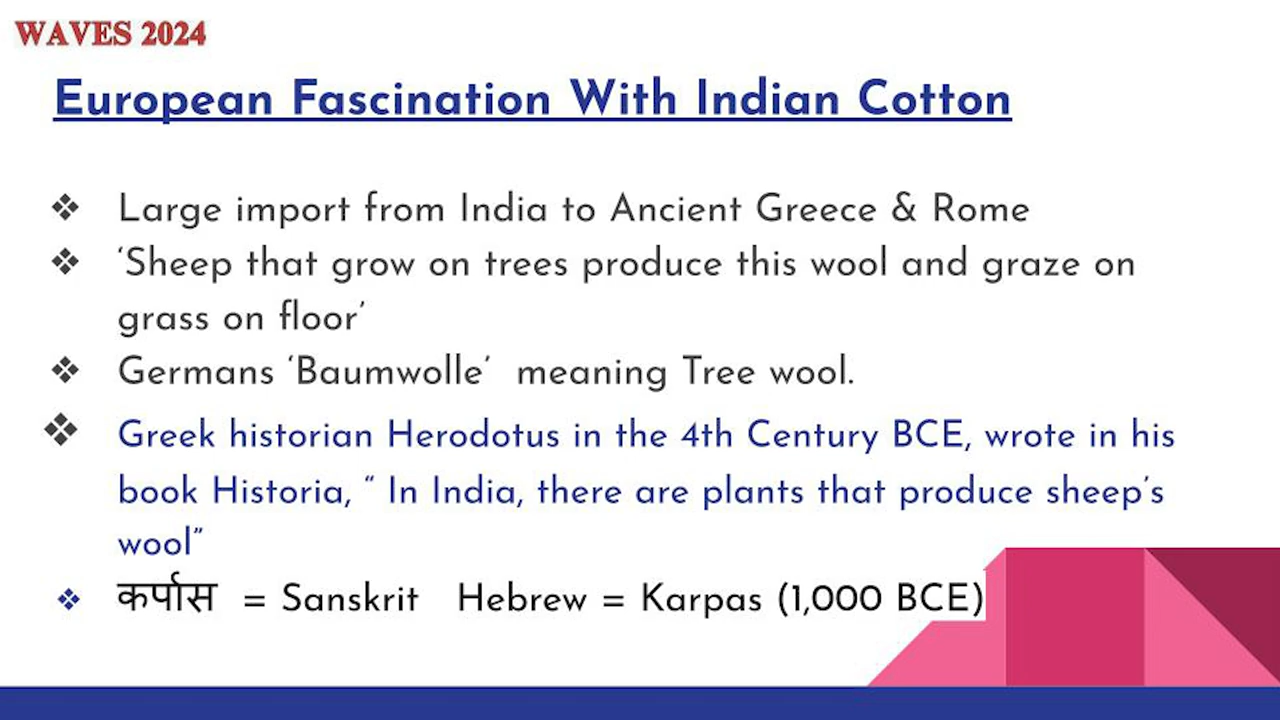 WAVES 2024
European Fascination With Indian Cotton
❖ Large import from India to Ancient Greece & Rome
❖ ‘Sheep that grow on trees produce this wool and graze on
grass on floor’
❖ Germans ‘Baumwolle’  meaning Tree wool.
❖ Greek historian Herodotus in the 4th Century BCE, wrote in his
book Historia, “ In India, there are plants that produce sheep’s
wool”
❖ कर्पास = Sanskrit  Hebrew = Karpas (1,000 BCE)